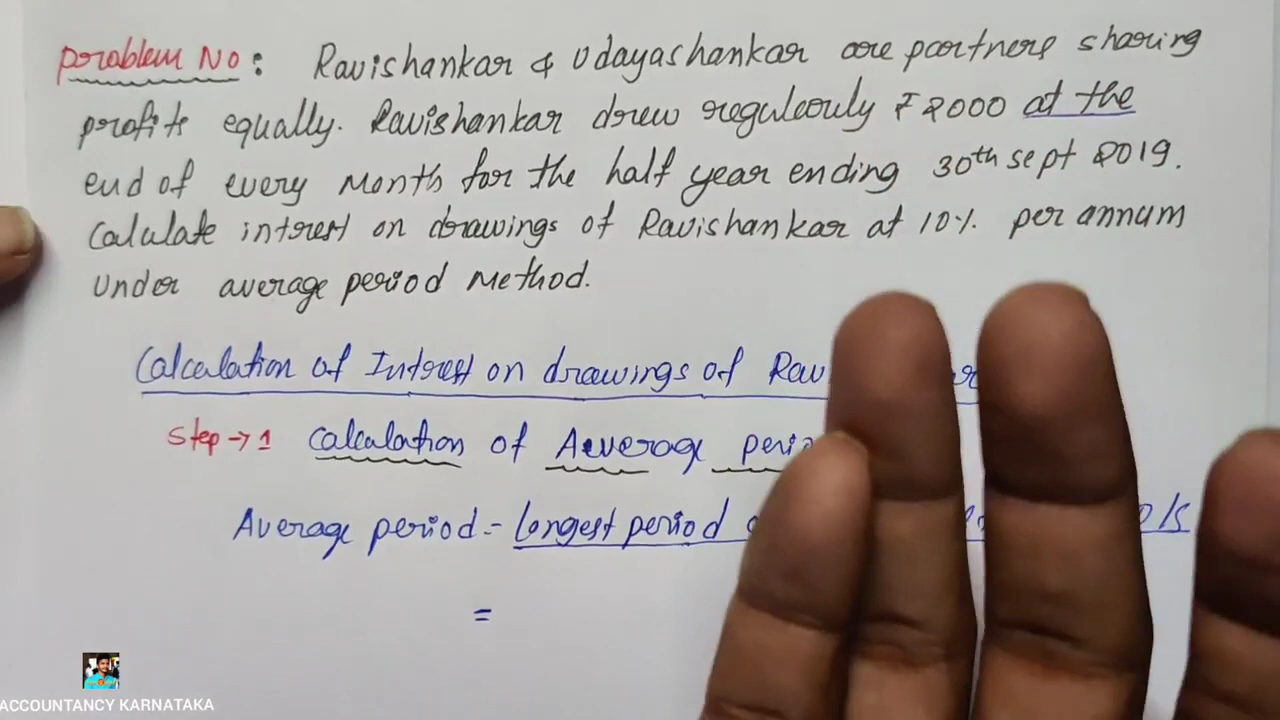 Problem No: Ravishankar & Udayashankar are partners sharing
profits equally. Ravishankar drew regularly ₹2000 at the
end of every Month for the half year ending 30th sept 2019.
Calulate interest on drawings of Ravishankar at 10%. per annum
Under average period Method.
Calculation of Interest on drawings of
Step → 1 Calculation of Aeverage
Average period = longest period
=
ACCOUNTANCY KARNATAKA